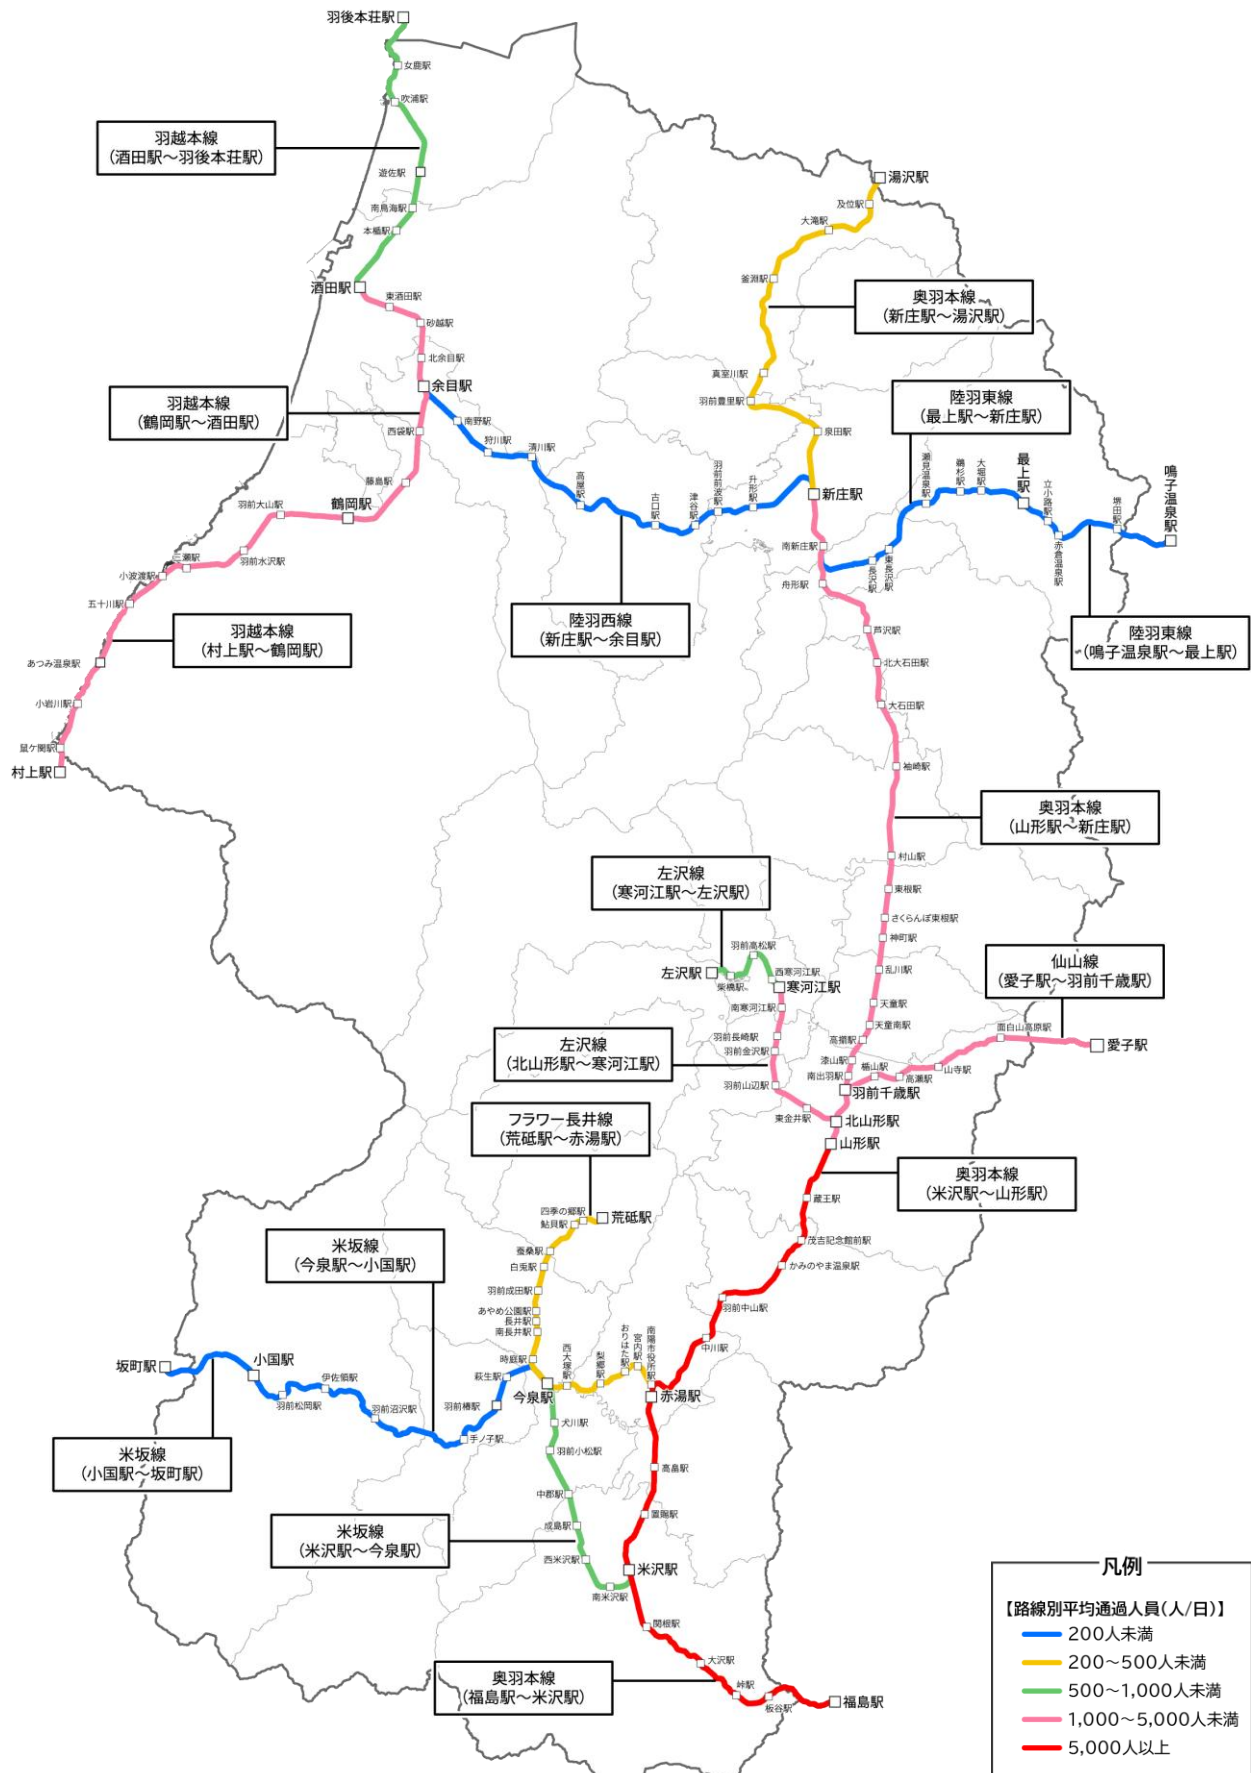 羽後本荘駅
女鹿駅
吹浦駅
羽越本線
（酒田駅～羽後本荘駅）
遊佐駅
南鳥海駅
本楯駅
酒田駅
東酒田駅
砂越駅
北余目駅
余目駅
羽越本線
（鶴岡駅～酒田駅）
西袋駅
藤島駅
鶴岡駅
羽前大山駅
羽前水沢駅
三瀬駅
小波渡駅
五十川駅
あつみ温泉駅
小岩川駅
鼠ケ関駅
村上駅
羽越本線
（村上駅～鶴岡駅）
南野駅
狩川駅
清川駅
高屋駅
古口駅
津谷駅
羽前前波駅
升形駅
陸羽西線
（新庄駅～余目駅）
湯沢駅
及位駅
大滝駅
釜淵駅
奥羽本線
（新庄駅～湯沢駅）
真室川駅
羽前豊里駅
泉田駅
新庄駅
陸羽東線
（最上駅～新庄駅）
瀬見温泉駅
鵜杉駅
大堀駅
最上駅
立小路駅
赤倉温泉駅
堺田駅
鳴子温泉駅
東長沢駅
長沢駅
陸羽東線
（鳴子温泉駅～最上駅）
南新庄駅
舟形駅
芦沢駅
北大石田駅
大石田駅
袖崎駅
奥羽本線
（山形駅～新庄駅）
村山駅
東根駅
さくらんぼ東根駅
神町駅
乱川駅
天童駅
天童南駅
高擶駅
漆山駅
南出羽駅
羽前千歳駅
北山形駅
山形駅
左沢線
（寒河江駅～左沢駅）
左沢駅
柴橋駅
羽前高松駅
西寒河江駅
寒河江駅
南寒河江駅
羽前長崎駅
羽前金沢駅
羽前山辺駅
東金井駅
左沢線
（北山形駅～寒河江駅）
仙山線
（愛子駅～羽前千歳駅）
面白山高原駅
愛子駅
山寺駅
高瀬駅
楯山駅
奥羽本線
（米沢駅～山形駅）
蔵王駅
茂吉記念館前駅
かみのやま温泉駅
羽前中山駅
中川駅
赤湯駅
高畠駅
置賜駅
米沢駅
フラワー長井線
（荒砥駅～赤湯駅）
荒砥駅
四季の郷駅
鮎貝駅
蚕桑駅
白兎駅
羽前成田駅
あやめ公園駅
長井駅
南長井駅
時庭駅
今泉駅
西大塚駅
梨郷駅
おりはた駅
宮内駅
南陽市役所駅
米坂線
（今泉駅～小国駅）
萩生駅
羽前椿駅
手ノ子駅
羽前沼沢駅
伊佐領駅
羽前松岡駅
小国駅
坂町駅
米坂線
（小国駅～坂町駅）
犬川駅
羽前小松駅
中郡駅
成島駅
西米沢駅
南米沢駅
米坂線
（米沢駅～今泉駅）
関根駅
大沢駅
峠駅
板谷駅
福島駅
奥羽本線
（福島駅～米沢駅）
凡例
【路線別平均通過人員（人/日）】
200人未満
200～500人未満
500～1,000人未満
1,000～5,000人未満
5,000人以上